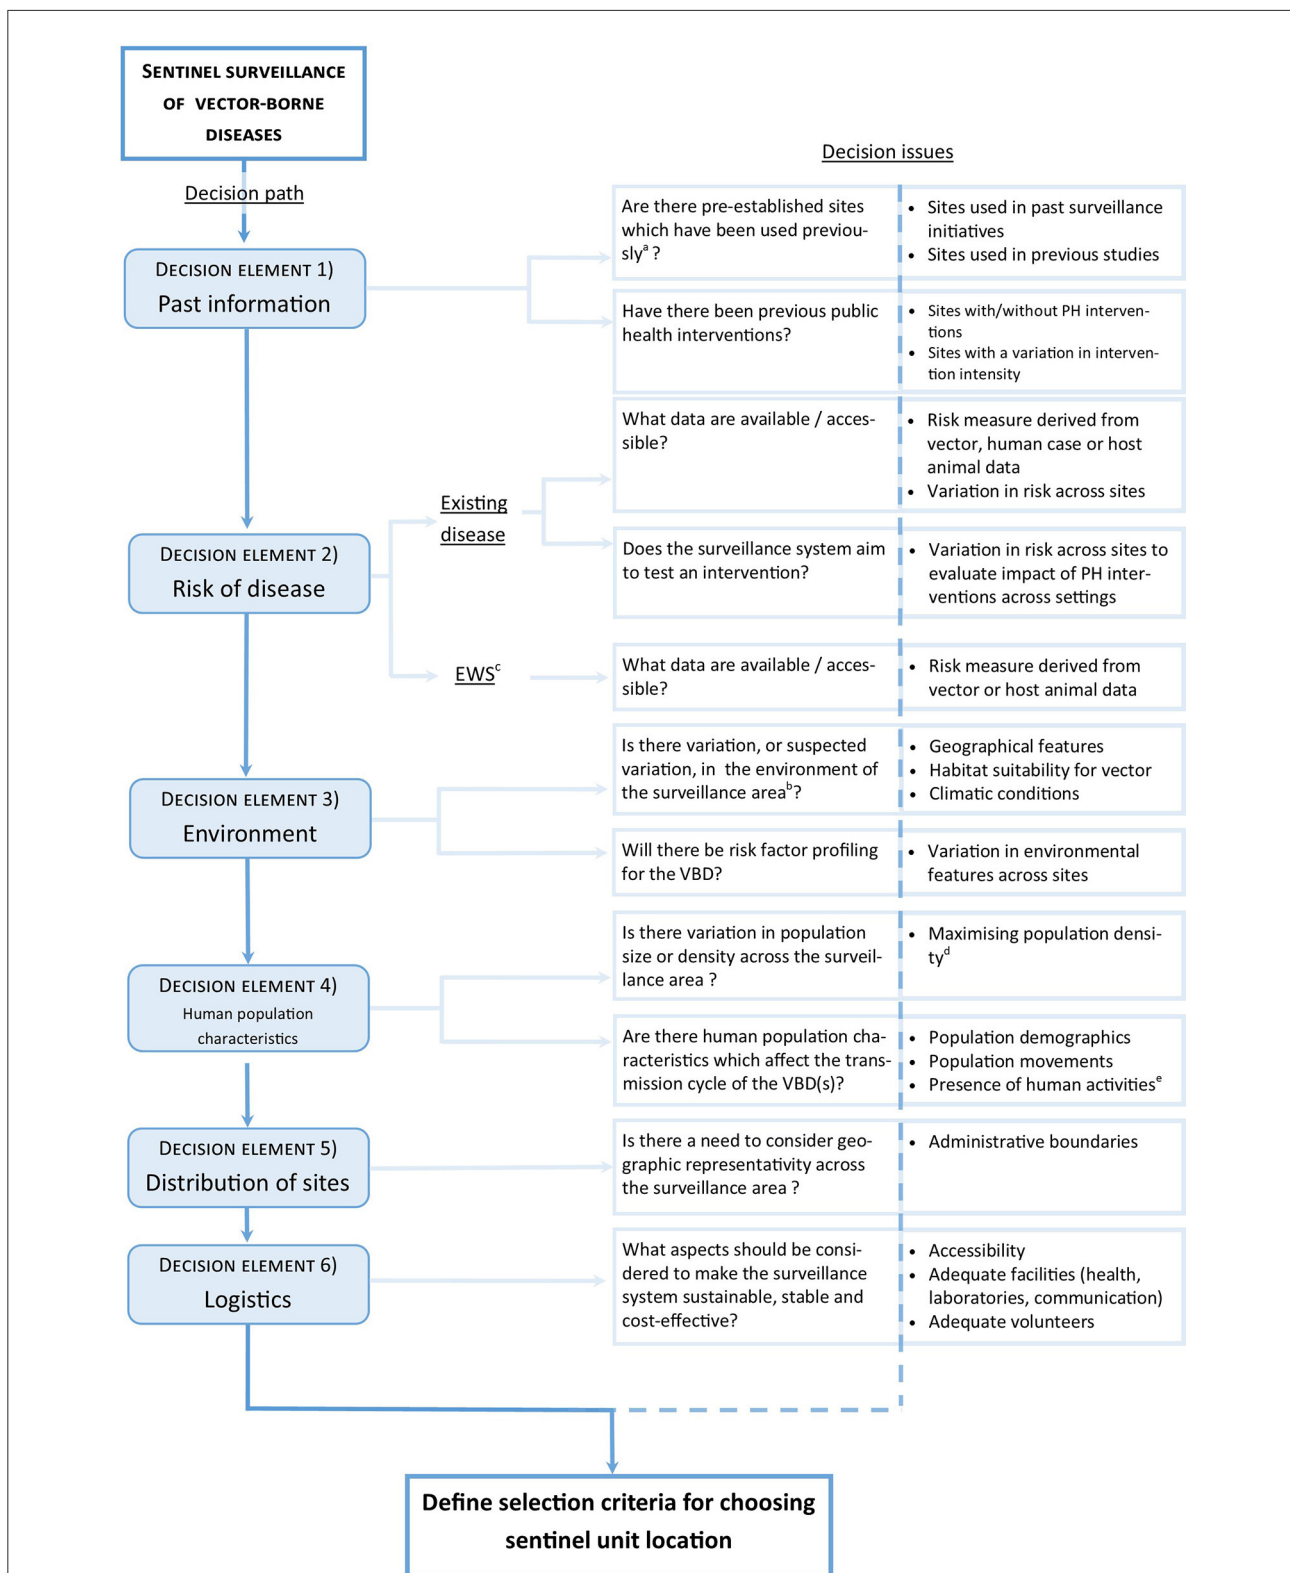 SENTINEL SURVEILLANCE
OF VECTOR-BORNE
DISEASES
Decision path
Decision issues
DECISION ELEMENT 1)
Past information
Are there pre-established sites
which have been used previou-
slyᵃ ?
• Sites used in past surveillance
initiatives
• Sites used in previous studies
Have there been previous public
health interventions?
• Sites with/without PH interven-
tions
• Sites with a variation in interven-
tion intensity
DECISION ELEMENT 2)
Risk of disease
Existing
disease
What data are available / acces-
sible?
• Risk measure derived from
vector, human case or host
animal data
• Variation in risk across sites
Does the surveillance system aim
to test an intervention?
• Variation in risk across sites to
evaluate impact of PH inter-
ventions across settings
EWSᶜ
What data are available / acces-
sible?
• Risk measure derived from
vector or host animal data
DECISION ELEMENT 3)
Environment
Is there variation, or suspected
variation, in the environment of
the surveillance areaᵇ?
• Geographical features
• Habitat suitability for vector
• Climatic conditions
Will there be risk factor profiling
for the VBD?
• Variation in environmental
features across sites
DECISION ELEMENT 4)
Human population
characteristics
Is there variation in population
size or density across the surveil-
lance area ?
• Maximising population densi-
tyᵈ
Are there human population cha-
racteristics which affect the trans-
mission cycle of the VBD(s)?
• Population demographics
• Population movements
• Presence of human activitiesᵉ
DECISION ELEMENT 5)
Distribution of sites
Is there a need to consider geo-
graphic representativity across
the surveillance area ?
• Administrative boundaries
DECISION ELEMENT 6)
Logistics
What aspects should be consi-
dered to make the surveillance
system sustainable, stable and
cost-effective?
• Accessibility
• Adequate facilities (health,
laboratories, communication)
• Adequate volunteers
Define selection criteria for choosing
sentinel unit location